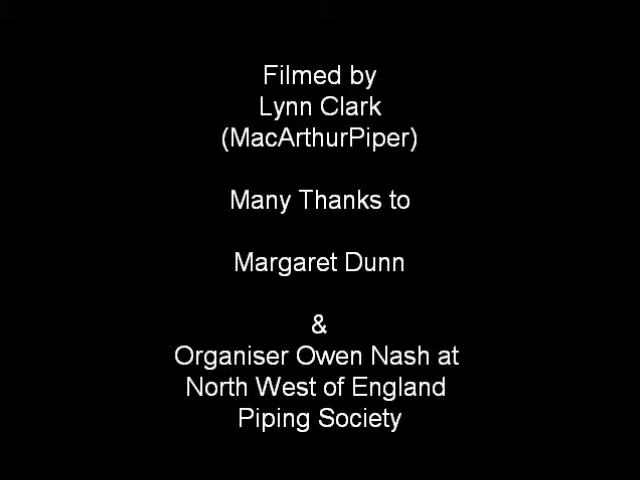 Filmed by
Lynn Clark
(MacArthurPiper)
Many Thanks to
Margaret Dunn
&
Organiser Owen Nash at
North West of England
Piping Society